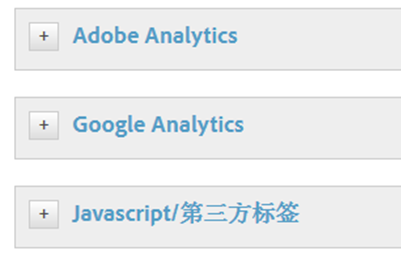 + Adobe Analytics
+ Google Analytics
+ Javascript/第三方标签